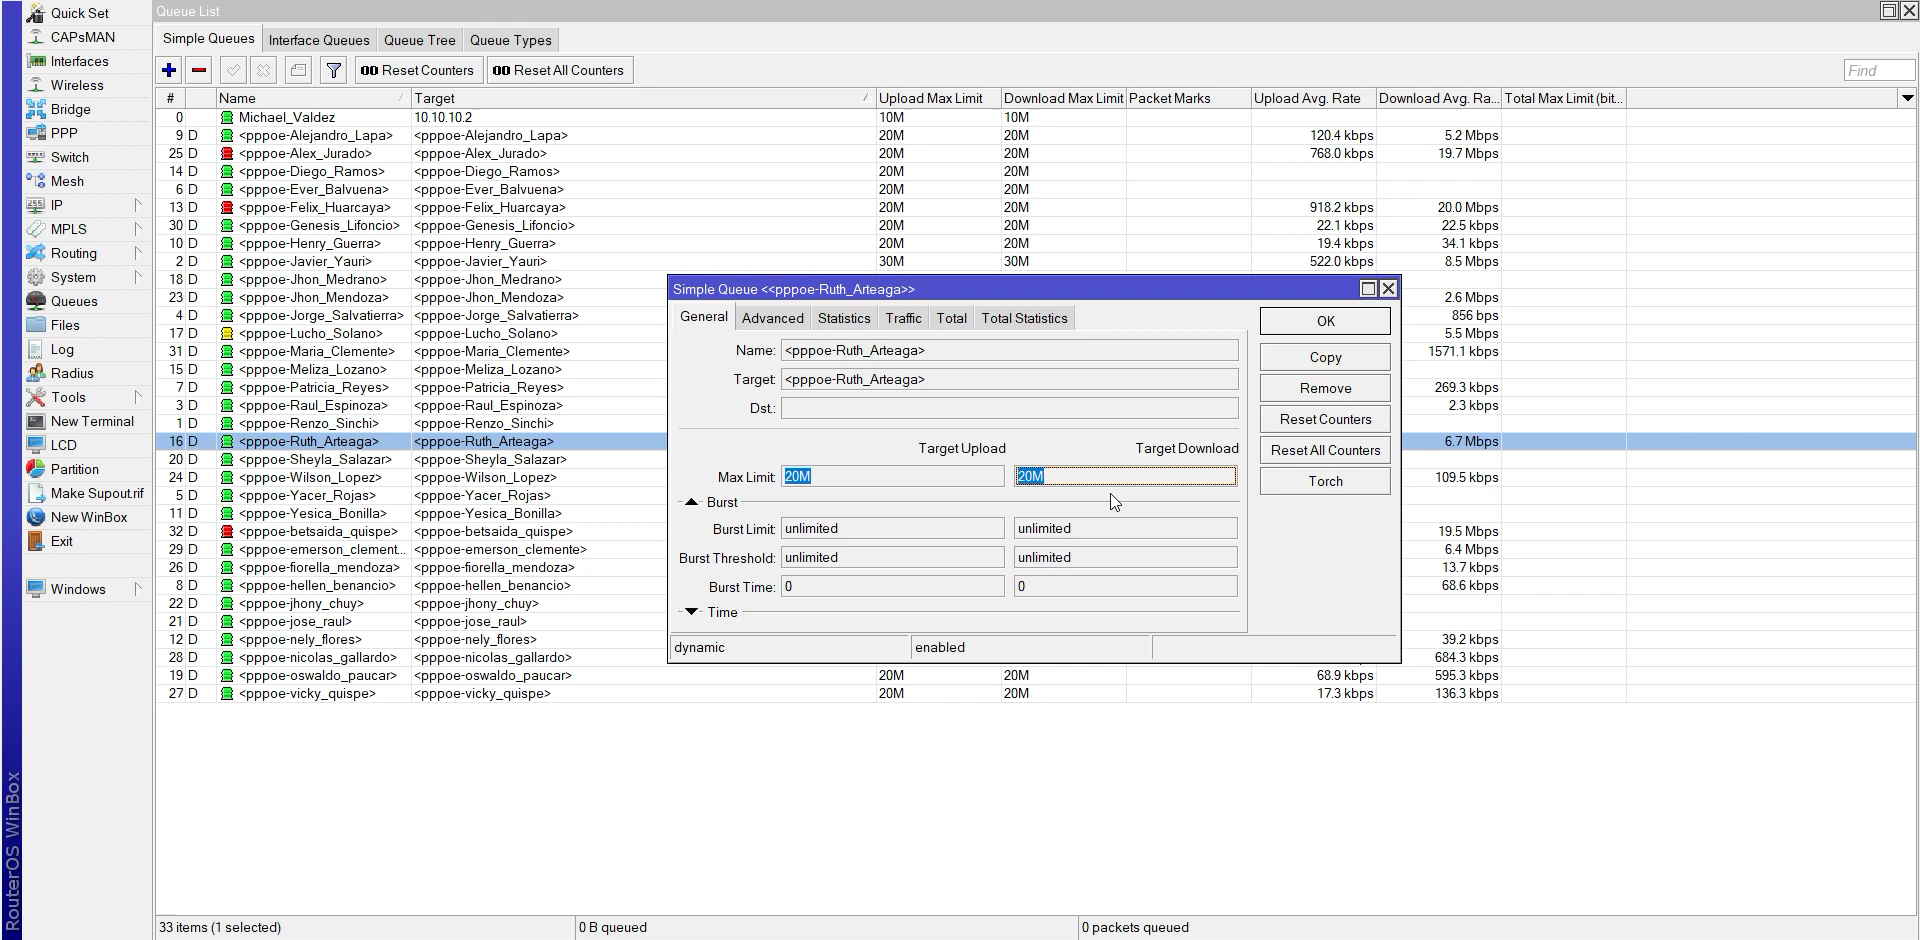 Queue List
Quick Set
CAPsMAN
Interfaces
Wireless
Bridge
PPP
Switch
Mesh
IP
MPLS
Routing
System
Queues
Files
Log
Radius
Tools
New Terminal
LCD
Partition
Make Supout.rif
New WinBox
Exit
Windows
RouterOS WinBox
Simple Queues Interface Queues Queue Tree Queue Types
00 Reset Counters 00 Reset All Counters Find
# Name Target Upload Max Limit Download Max Limit Packet Marks Upload Avg. Rate Download Avg. Ra... Total Max Limit (bit...
0 Michael_Valdez 10.10.10.2 10M 10M
9 D <pppoe-Alejandro_Lapa> <pppoe-Alejandro_Lapa> 20M 20M 120.4 kbps 5.2 Mbps
25 D <pppoe-Alex_Jurado> <pppoe-Alex_Jurado> 20M 20M 768.0 kbps 19.7 Mbps
14 D <pppoe-Diego_Ramos> <pppoe-Diego_Ramos> 20M 20M
6 D <pppoe-Ever_Balvuena> <pppoe-Ever_Balvuena> 20M 20M
13 D <pppoe-Felix_Huarcaya> <pppoe-Felix_Huarcaya> 20M 20M 918.2 kbps 20.0 Mbps
30 D <pppoe-Genesis_Lifoncio> <pppoe-Genesis_Lifoncio> 20M 20M 22.1 kbps 22.5 kbps
10 D <pppoe-Henry_Guerra> <pppoe-Henry_Guerra> 20M 20M 19.4 kbps 34.1 kbps
2 D <pppoe-Javier_Yauri> <pppoe-Javier_Yauri> 30M 30M 522.0 kbps 8.5 Mbps
18 D <pppoe-Jhon_Medrano> <pppoe-Jhon_Medrano>
23 D <pppoe-Jhon_Mendoza> <pppoe-Jhon_Mendoza> 2.6 Mbps
4 D <pppoe-Jorge_Salvatierra> <pppoe-Jorge_Salvatierra> 856 bps
17 D <pppoe-Lucho_Solano> <pppoe-Lucho_Solano> 5.5 Mbps
31 D <pppoe-Maria_Clemente> <pppoe-Maria_Clemente> 1571.1 kbps
15 D <pppoe-Meliza_Lozano> <pppoe-Meliza_Lozano>
7 D <pppoe-Patricia_Reyes> <pppoe-Patricia_Reyes> 269.3 kbps
3 D <pppoe-Raul_Espinoza> <pppoe-Raul_Espinoza> 2.3 kbps
1 D <pppoe-Renzo_Sinchi> <pppoe-Renzo_Sinchi>
16 D <pppoe-Ruth_Arteaga> <pppoe-Ruth_Arteaga> 6.7 Mbps
20 D <pppoe-Sheyla_Salazar> <pppoe-Sheyla_Salazar>
24 D <pppoe-Wilson_Lopez> <pppoe-Wilson_Lopez> 109.5 kbps
5 D <pppoe-Yacer_Rojas> <pppoe-Yacer_Rojas>
11 D <pppoe-Yesica_Bonilla> <pppoe-Yesica_Bonilla>
32 D <pppoe-betsaida_quispe> <pppoe-betsaida_quispe> 19.5 Mbps
29 D <pppoe-emerson_clement... <pppoe-emerson_clemente> 6.4 Mbps
26 D <pppoe-fiorella_mendoza> <pppoe-fiorella_mendoza> 13.7 kbps
8 D <pppoe-hellen_benancio> <pppoe-hellen_benancio> 68.6 kbps
22 D <pppoe-jhony_chuy> <pppoe-jhony_chuy>
21 D <pppoe-jose_raul> <pppoe-jose_raul>
12 D <pppoe-nely_flores> <pppoe-nely_flores> 39.2 kbps
28 D <pppoe-nicolas_gallardo> <pppoe-nicolas_gallardo> 684.3 kbps
19 D <pppoe-oswaldo_paucar> <pppoe-oswaldo_paucar> 20M 20M 68.9 kbps 595.3 kbps
27 D <pppoe-vicky_quispe> <pppoe-vicky_quispe> 20M 20M 17.3 kbps 136.3 kbps
Simple Queue <<pppoe-Ruth_Arteaga>>
General Advanced Statistics Traffic Total Total Statistics
Name: <pppoe-Ruth_Arteaga>
Target: <pppoe-Ruth_Arteaga>
Dst.:
Target Upload Target Download
Max Limit: 20M 20M
Burst
Burst Limit: unlimited unlimited
Burst Threshold: unlimited unlimited
Burst Time: 0 0
Time
OK
Copy
Remove
Reset Counters
Reset All Counters
Torch
dynamic enabled
33 items (1 selected) 0 B queued 0 packets queued